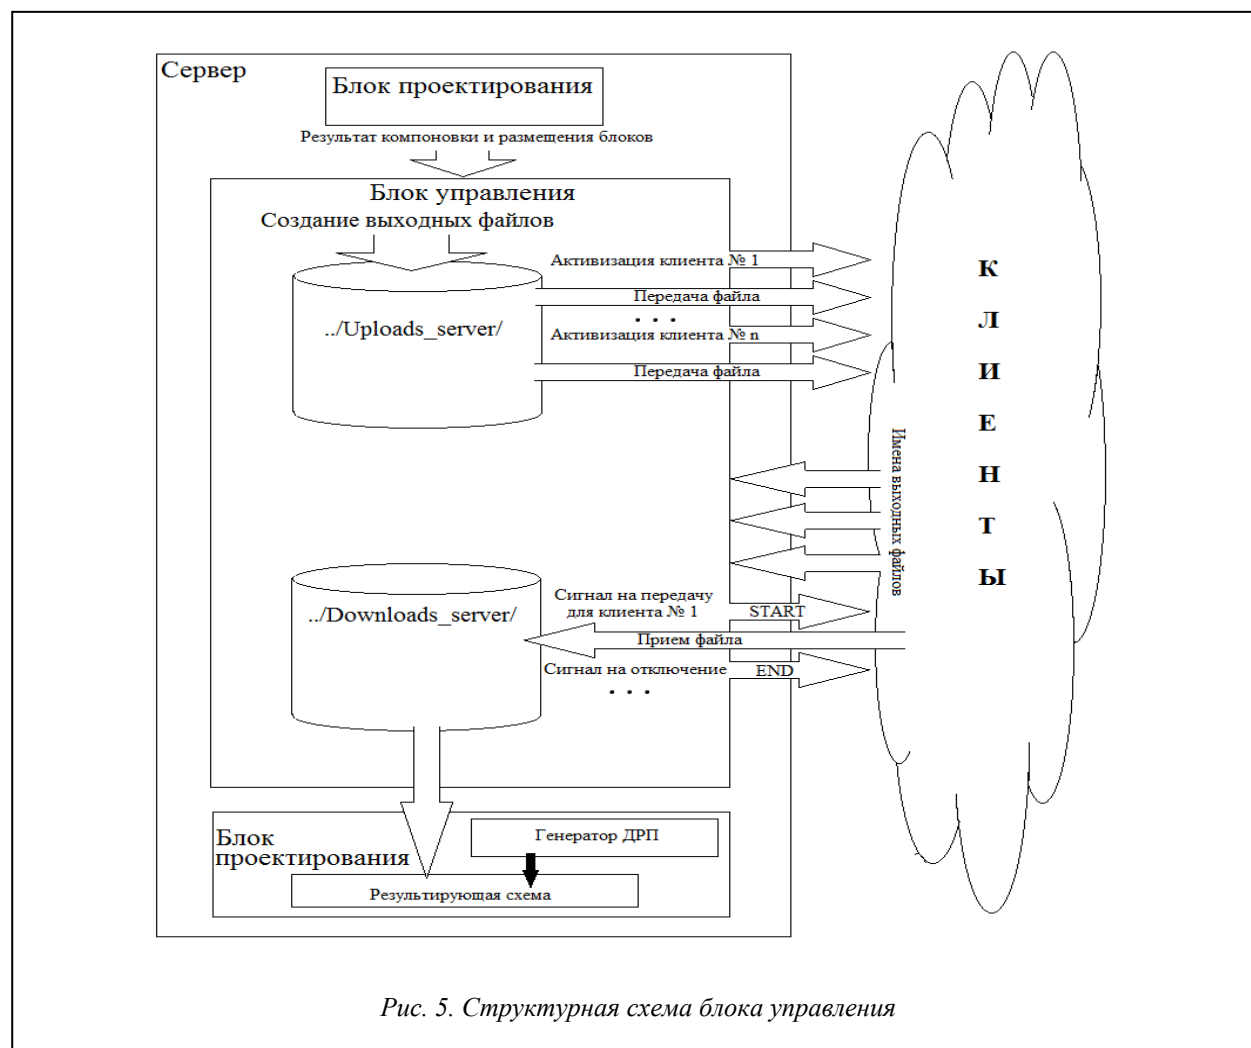 Сервер
Блок проектирования
Результат компоновки и размещения блоков
Блок управления
Создание выходных файлов
../Uploads_server/
Активизация клиента № 1
Передача файла
. . .
Активизация клиента № n
Передача файла
К
Л
И
Е
Н
Т
Ы
Имена выходных файлов
../Downloads_server/
Сигнал на передачу
для клиента № 1
START
Прием файла
Сигнал на отключение
END
. . .
Блок
проектирования
Генератор ДРП
Результирующая схема
Рис. 5. Структурная схема блока управления